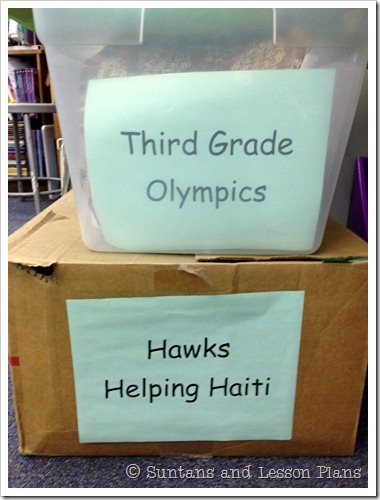 Third Grade
Olympics
Hawks
Helping Haiti
© Suntans and Lesson Plans